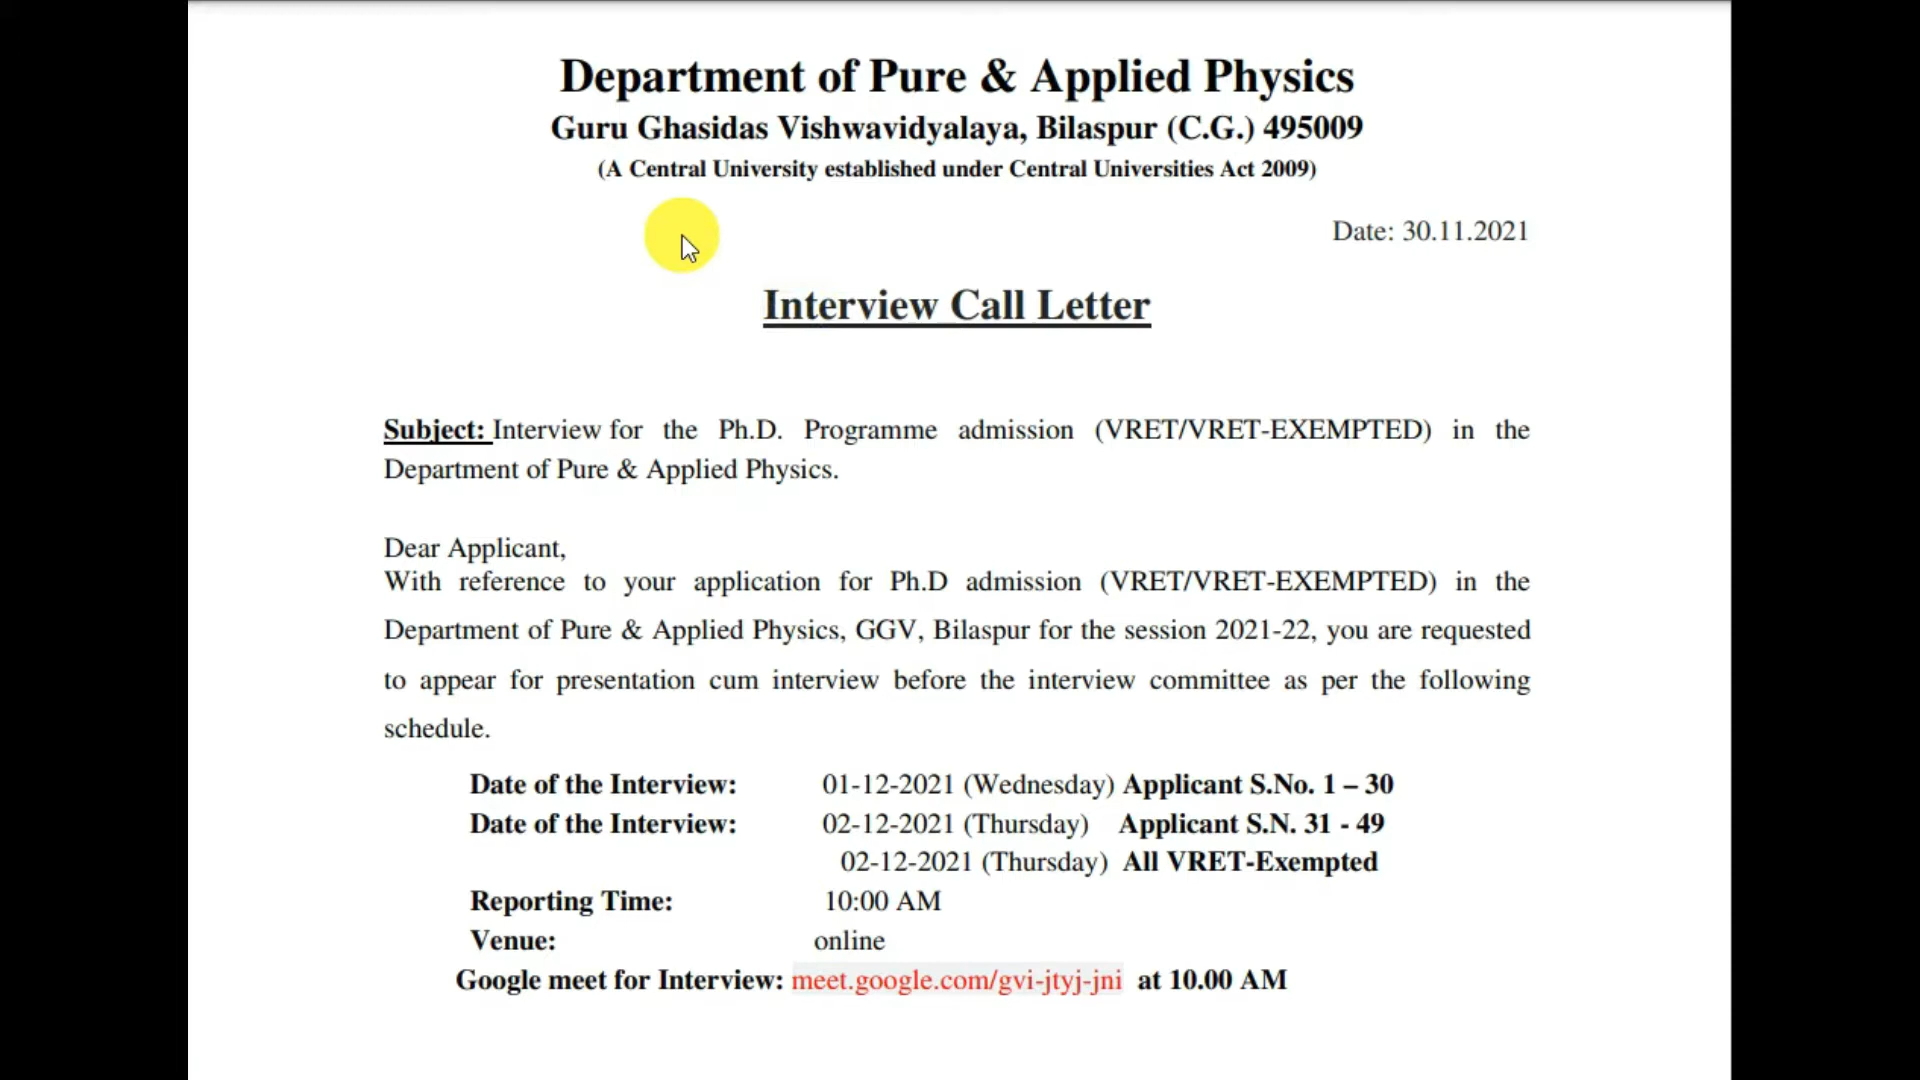 Department of Pure & Applied Physics
Guru Ghasidas Vishwavidyalaya, Bilaspur (C.G.) 495009
(A Central University established under Central Universities Act 2009)
Date: 30.11.2021
Interview Call Letter
Subject: Interview for the Ph.D. Programme admission (VRET/VRET-EXEMPTED) in the
Department of Pure & Applied Physics.
Dear Applicant,
With reference to your application for Ph.D admission (VRET/VRET-EXEMPTED) in the
Department of Pure & Applied Physics, GGV, Bilaspur for the session 2021-22, you are requested
to appear for presentation cum interview before the interview committee as per the following
schedule.
Date of the Interview: 01-12-2021 (Wednesday) Applicant S.No. 1 – 30
Date of the Interview: 02-12-2021 (Thursday) Applicant S.N. 31 - 49
02-12-2021 (Thursday) All VRET-Exempted
Reporting Time: 10:00 AM
Venue: online
Google meet for Interview: meet.google.com/gvi-jtyj-jni at 10.00 AM